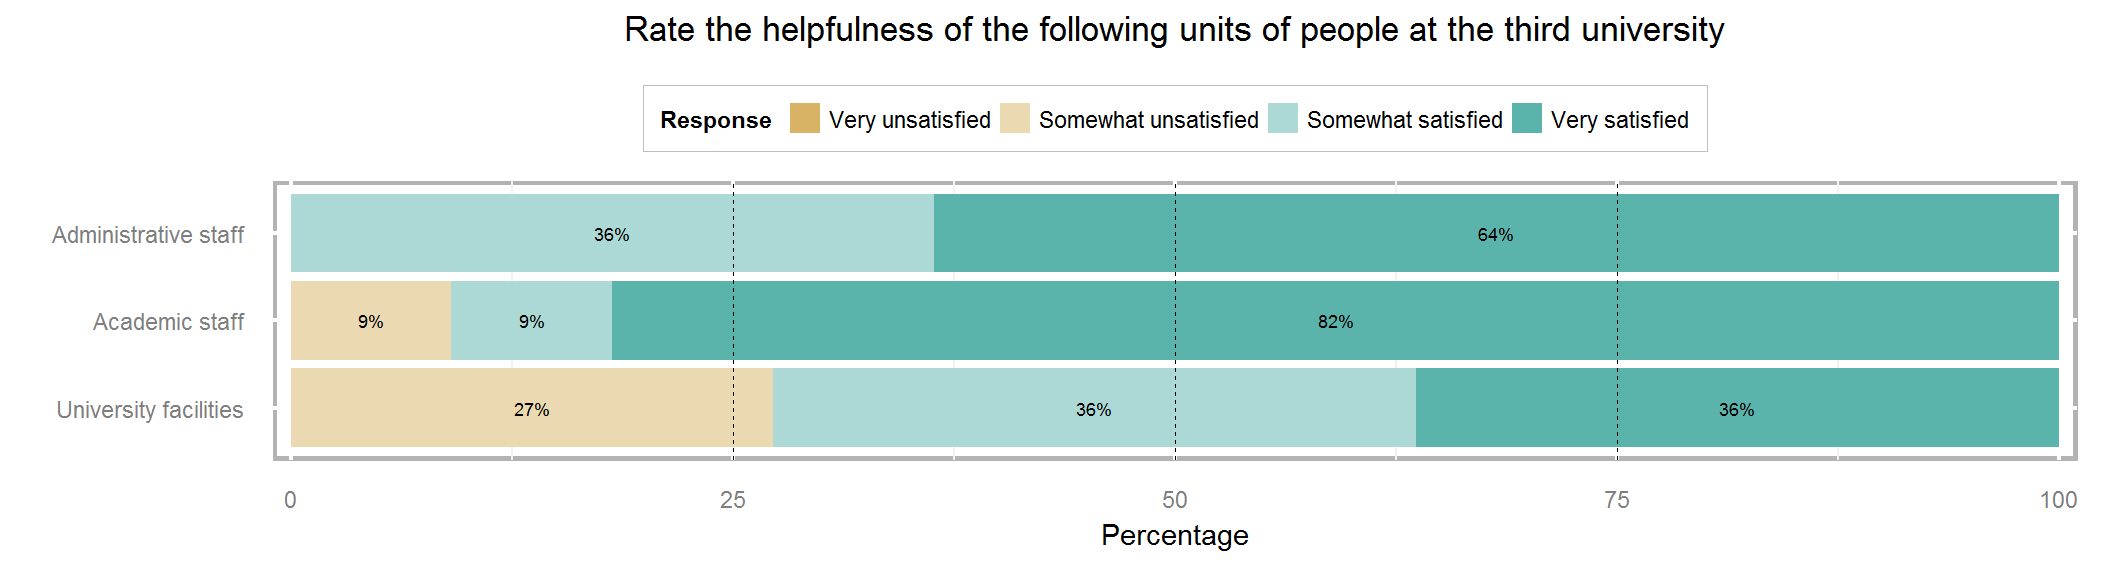 Rate the helpfulness of the following units of people at the third university
Response Very unsatisfied Somewhat unsatisfied Somewhat satisfied Very satisfied
Administrative staff 36% 64%
Academic staff 9% 9% 82%
University facilities 27% 36% 36%
0 25 50 75 100
Percentage